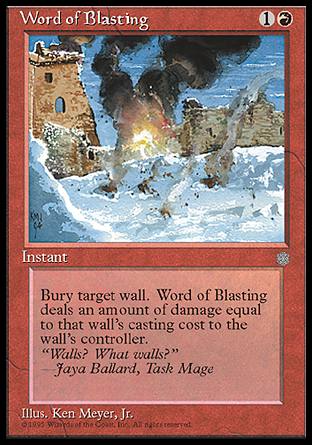 Word of Blasting
1
Instant
Bury target wall. Word of Blasting
deals an amount of damage equal
to that wall's casting cost to the
wall's controller.
"Walls? What walls?"
—Jaya Ballard, Task Mage
Illus. Ken Meyer, Jr.
©1995 Wizards of the Coast, Inc. All rights reserved.